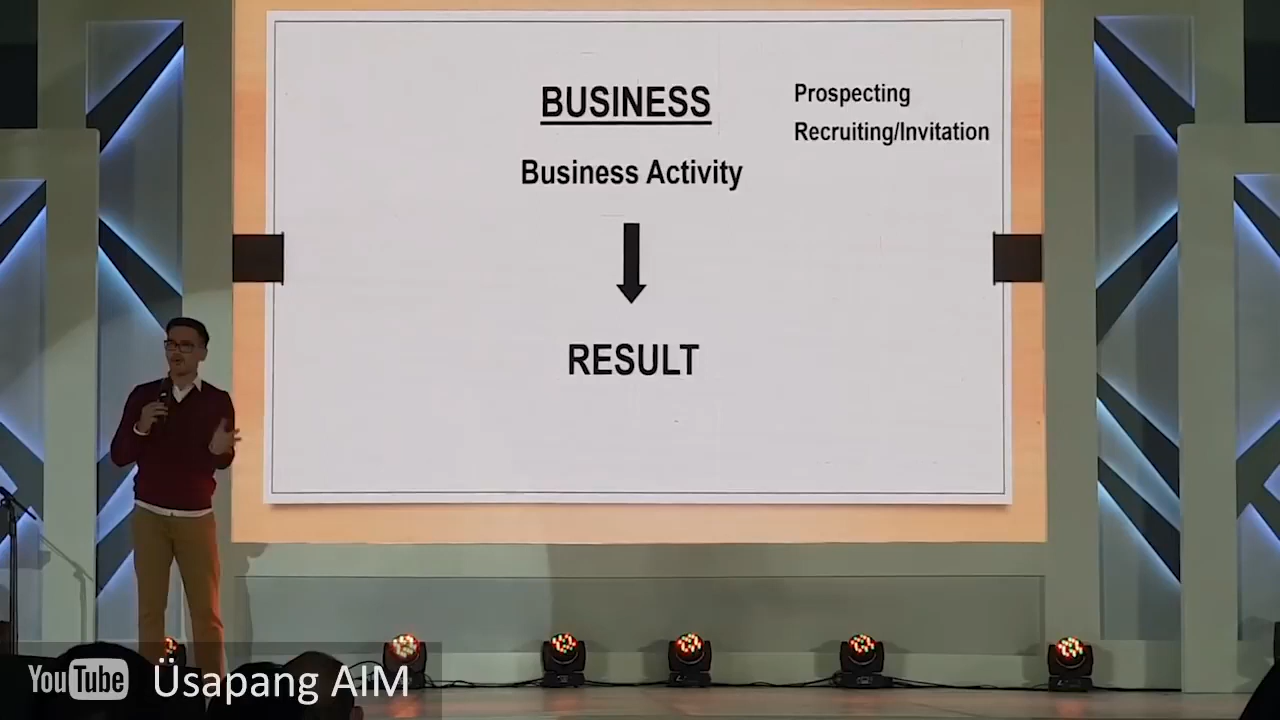 BUSINESS
Business Activity
RESULT
Prospecting
Recruiting/Invitation
YouTube Üsapang AIM